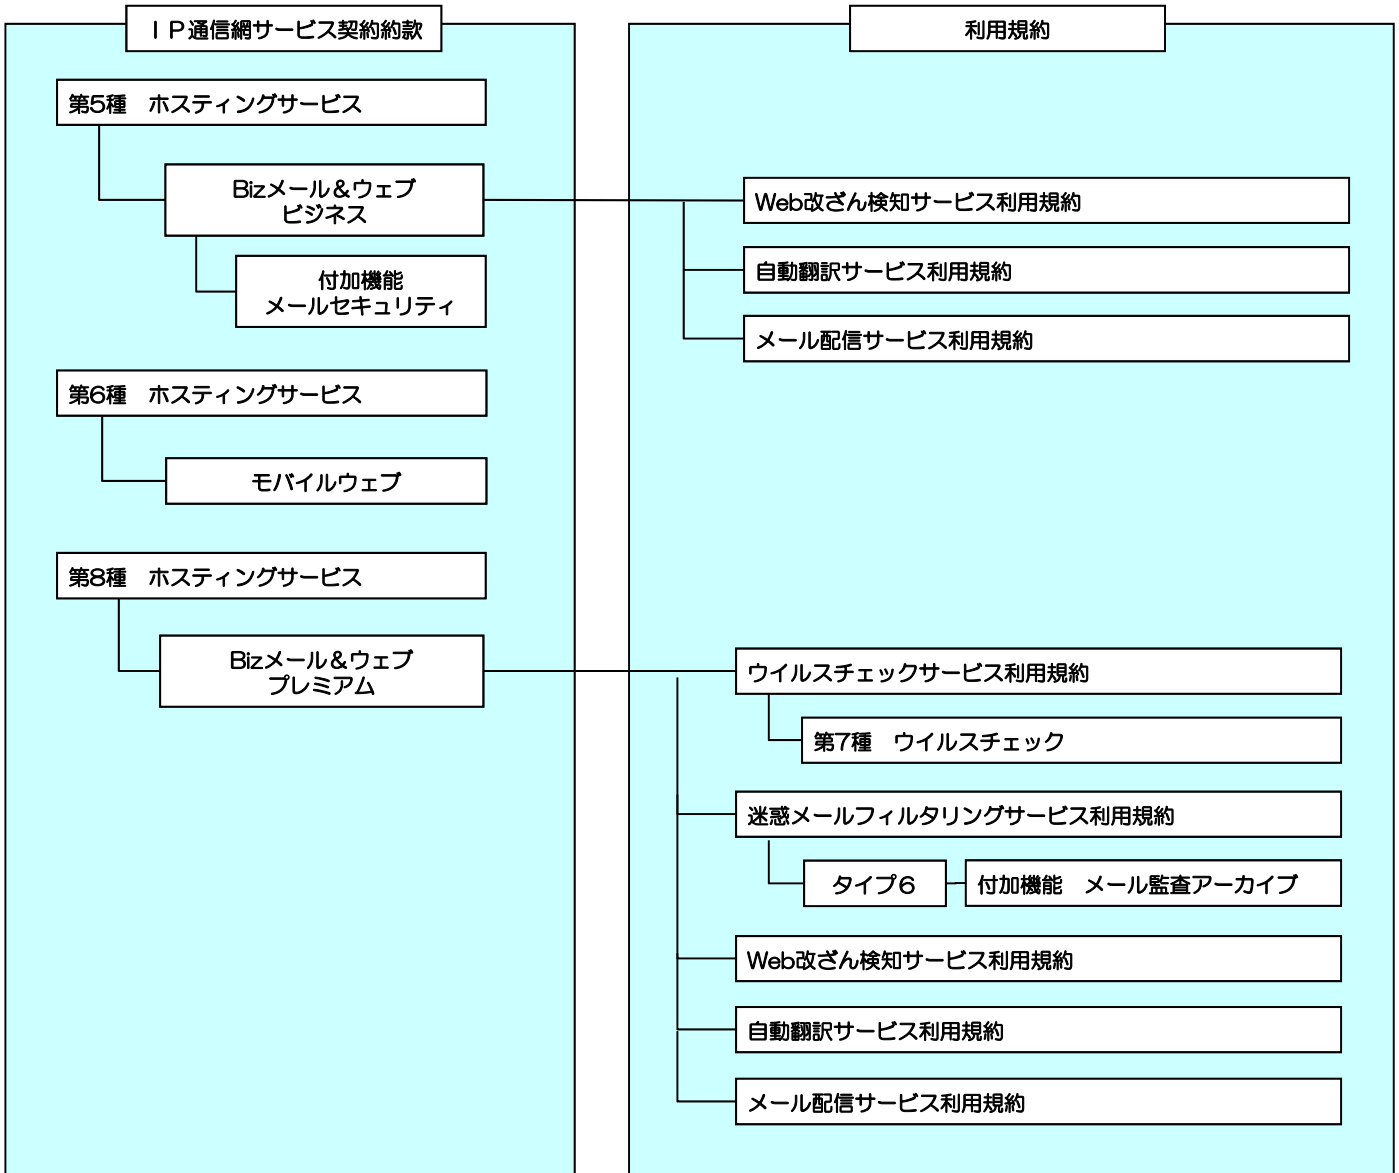 ＩＰ通信網サービス契約約款
第5種　ホスティングサービス
Bizメール＆ウェブ
ビジネス
付加機能
メールセキュリティ
第6種　ホスティングサービス
モバイルウェブ
第8種　ホスティングサービス
Bizメール＆ウェブ
プレミアム
利用規約
Web改ざん検知サービス利用規約
自動翻訳サービス利用規約
メール配信サービス利用規約
ウイルスチェックサービス利用規約
第7種　ウイルスチェック
迷惑メールフィルタリングサービス利用規約
タイプ６
付加機能　メール監査アーカイブ
Web改ざん検知サービス利用規約
自動翻訳サービス利用規約
メール配信サービス利用規約